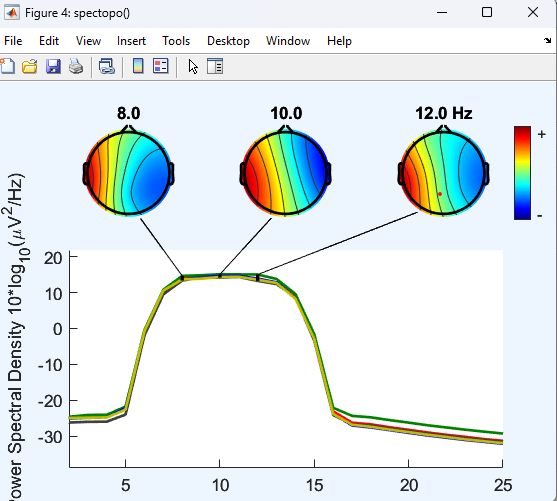 Figure 4: spectopo()
File Edit View Insert Tools Desktop Window Help
8.0 10.0 12.0 Hz
+
-
Power Spectral Density 10*log10(μV2/Hz)
20
10
0
-10
-20
-30
5 10 15 20 25